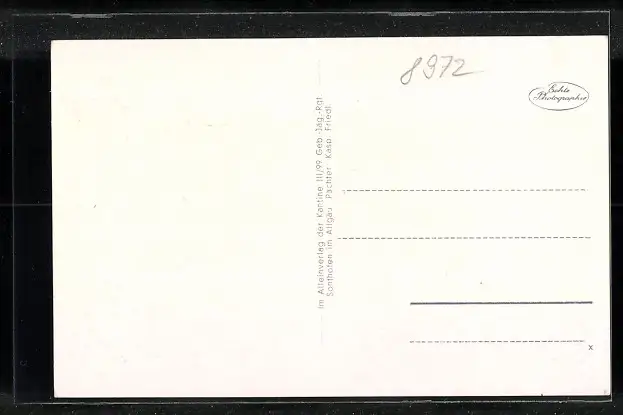 8972
Echte
Photographie
Im Alleinverlag der Kantine III/99 Geb.-Jäg.-Rgt.
Sonthofen im Allgäu Pächter Kasp. Friedl.
x